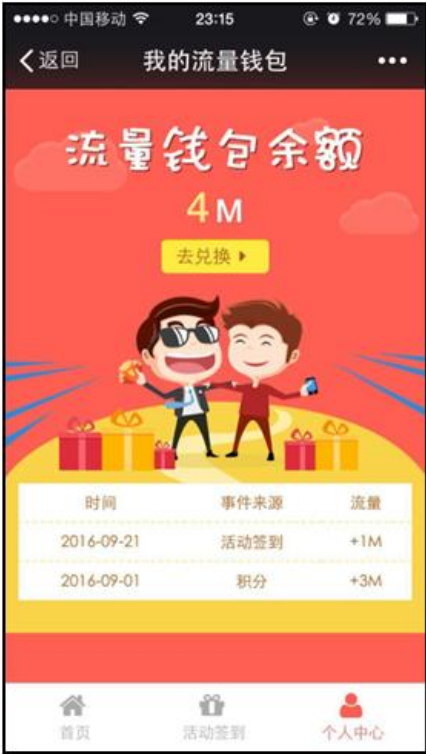 中国移动 23:15 72%
返回 我的流量钱包
流量钱包余额
4M
去兑换
时间 事件来源 流量
2016-09-21 活动签到 +1M
2016-09-01 积分 +3M
首页 活动签到 个人中心